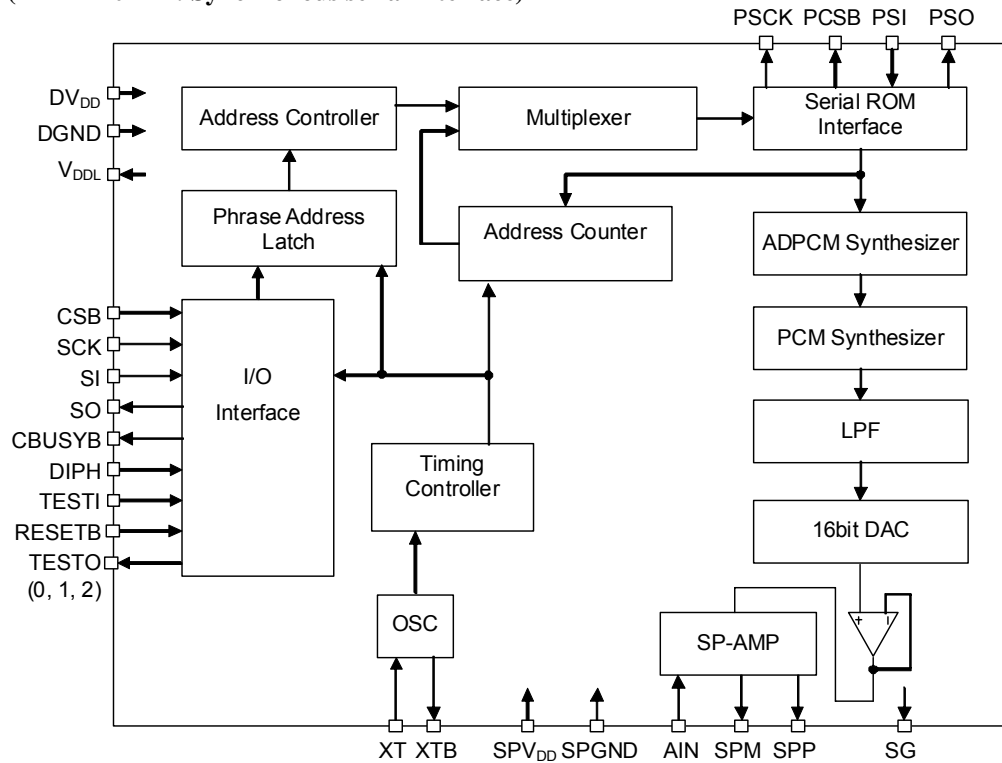 PSCK PCSB PSI PSO
DVDD
DGND
VDDL
Address Controller
Multiplexer
Serial ROM
Interface
Phrase Address
Latch
Address Counter
ADPCM Synthesizer
PCM Synthesizer
LPF
16bit DAC
CSB
SCK
SI
SO
CBUSYB
DIPH
TESTI
RESETB
TESTO
(0, 1, 2)
I/O
Interface
Timing
Controller
OSC
SP-AMP
+ -
XT XTB SPVDD SPGND AIN SPM SPP SG